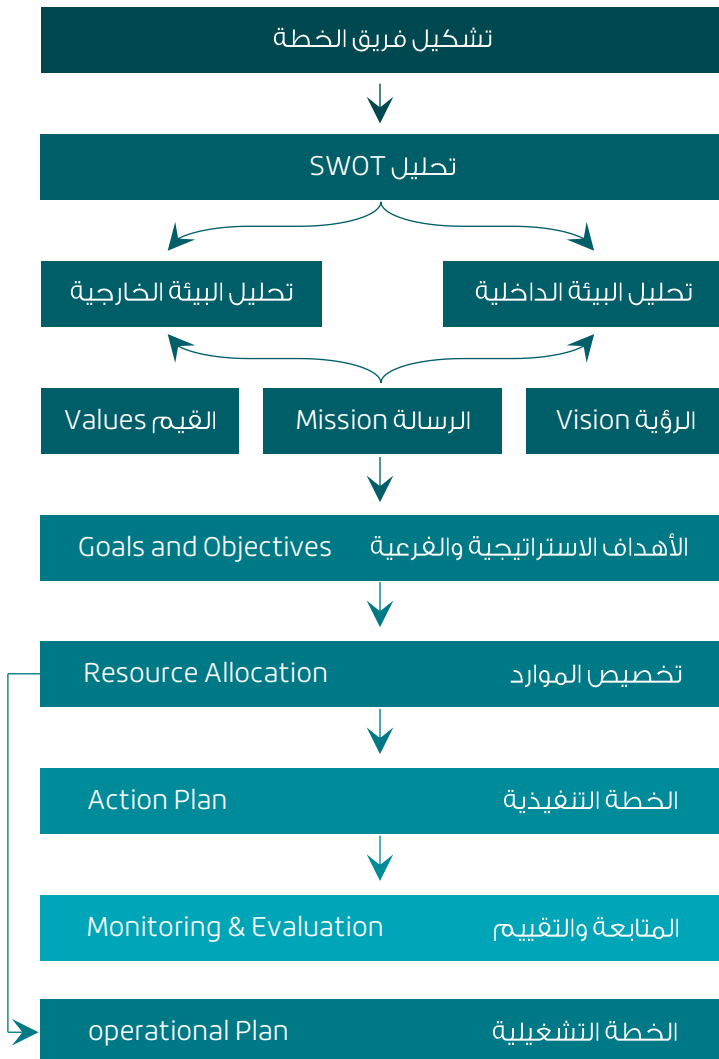 تشكيل فريق الخطة
تحليل SWOT
تحليل البيئة الداخلية
تحليل البيئة الخارجية
الرؤية Vision
الرسالة Mission
القيم Values
الأهداف الاستراتيجية والفرعية Goals and Objectives
تخصيص الموارد Resource Allocation
الخطة التنفيذية Action Plan
المتابعة والتقييم Monitoring & Evaluation
الخطة التشغيلية operational Plan